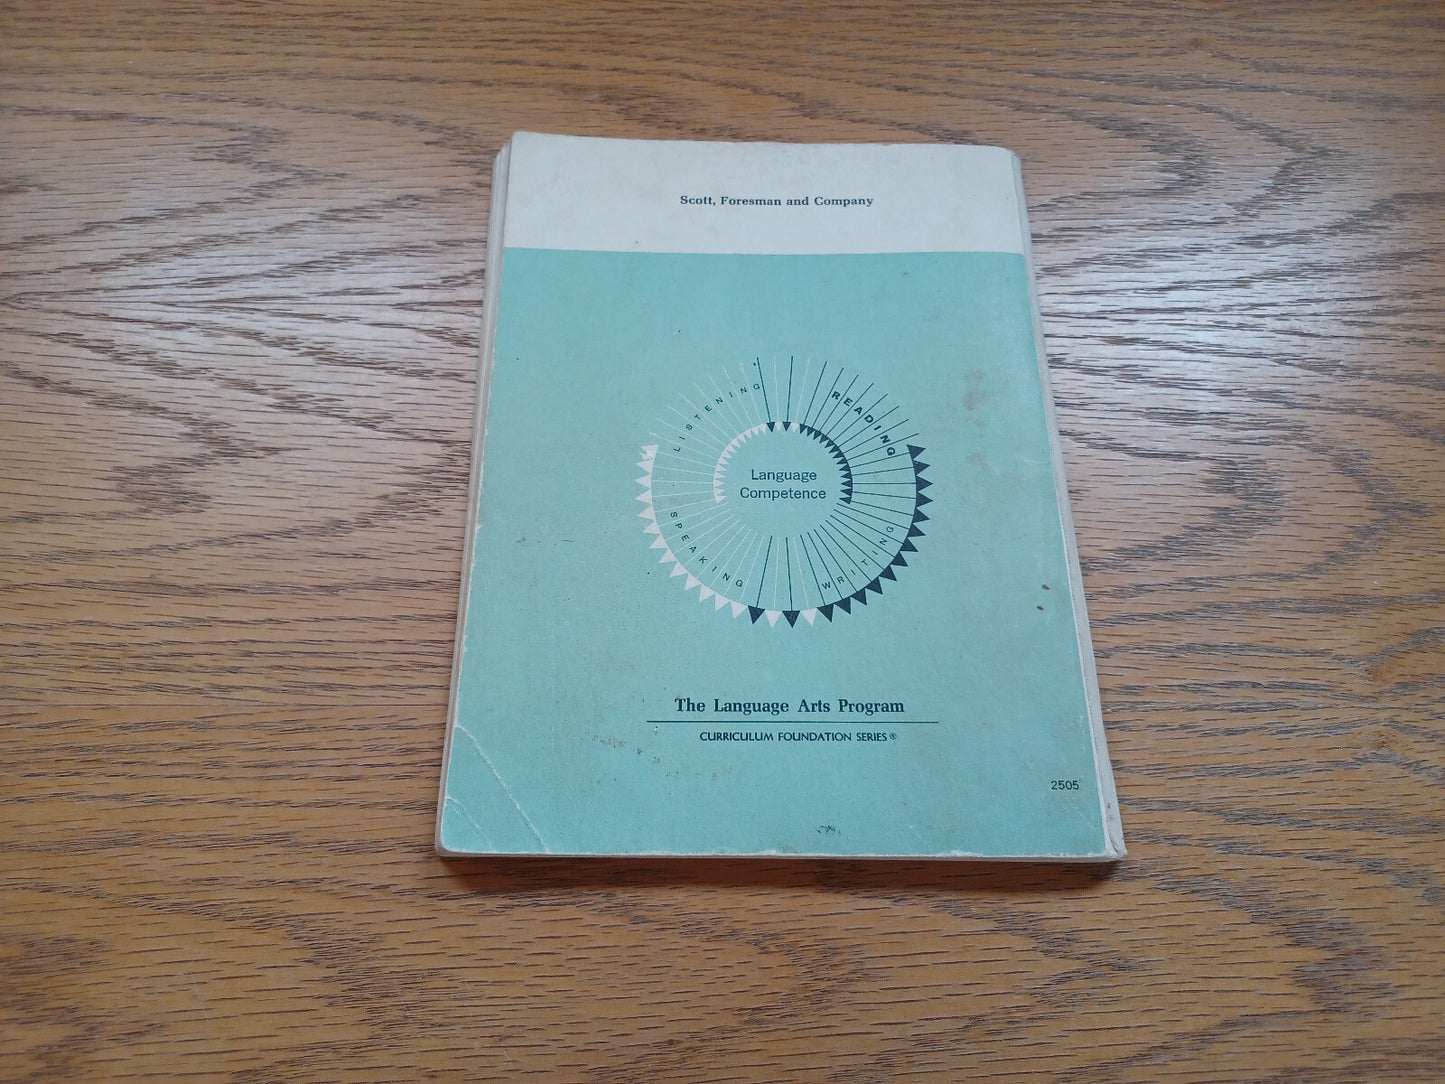 Scott, Foresman and Company
LISTENING
READING
Language
Competence
SPEAKING
WRITING
The Language Arts Program
CURRICULUM FOUNDATION SERIES ®
2505